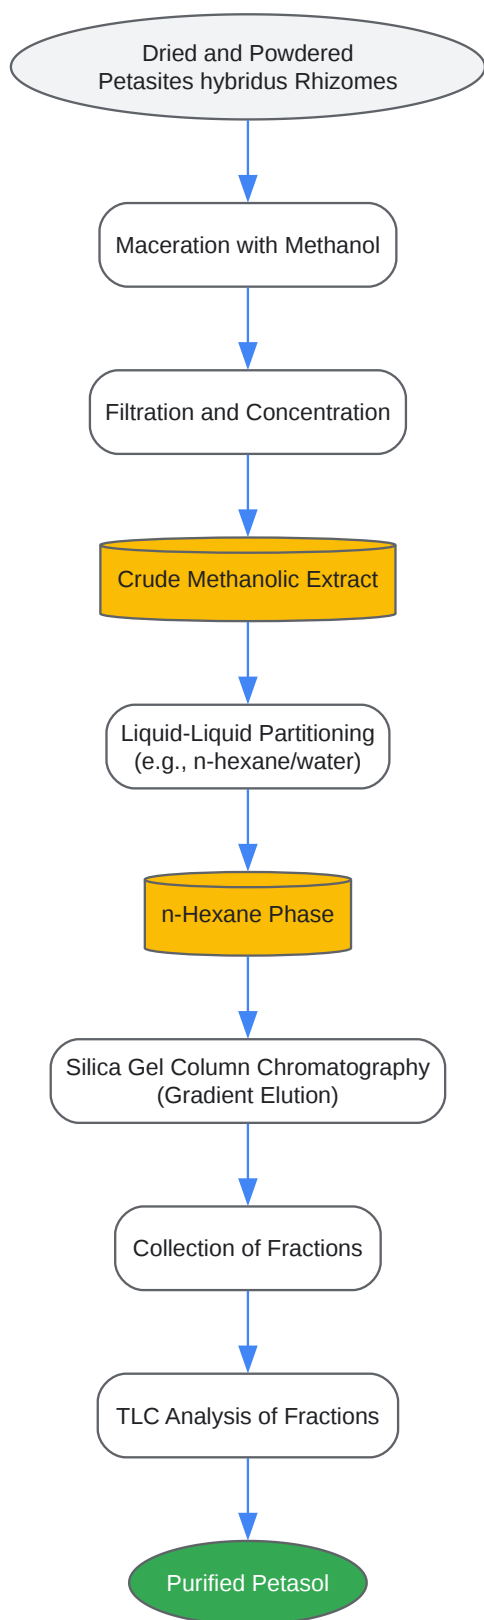 Dried and Powdered
Petasites hybridus Rhizomes
Maceration with Methanol
Filtration and Concentration
Crude Methanolic Extract
Liquid-Liquid Partitioning
(e.g., n-hexane/water)
n-Hexane Phase
Silica Gel Column Chromatography
(Gradient Elution)
Collection of Fractions
TLC Analysis of Fractions
Purified Petasol